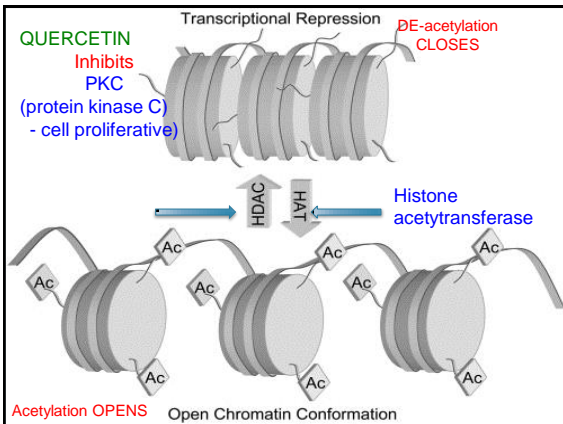 Transcriptional Repression
QUERCETIN
Inhibits
PKC
(protein kinase C)
- cell proliferative)
DE-acetylation
CLOSES
HDAC
HAT
Histone
acetytransferase
Ac
Ac
Ac
Ac
Ac
Ac
Ac
Ac
Ac
Acetylation OPENS
Open Chromatin Conformation